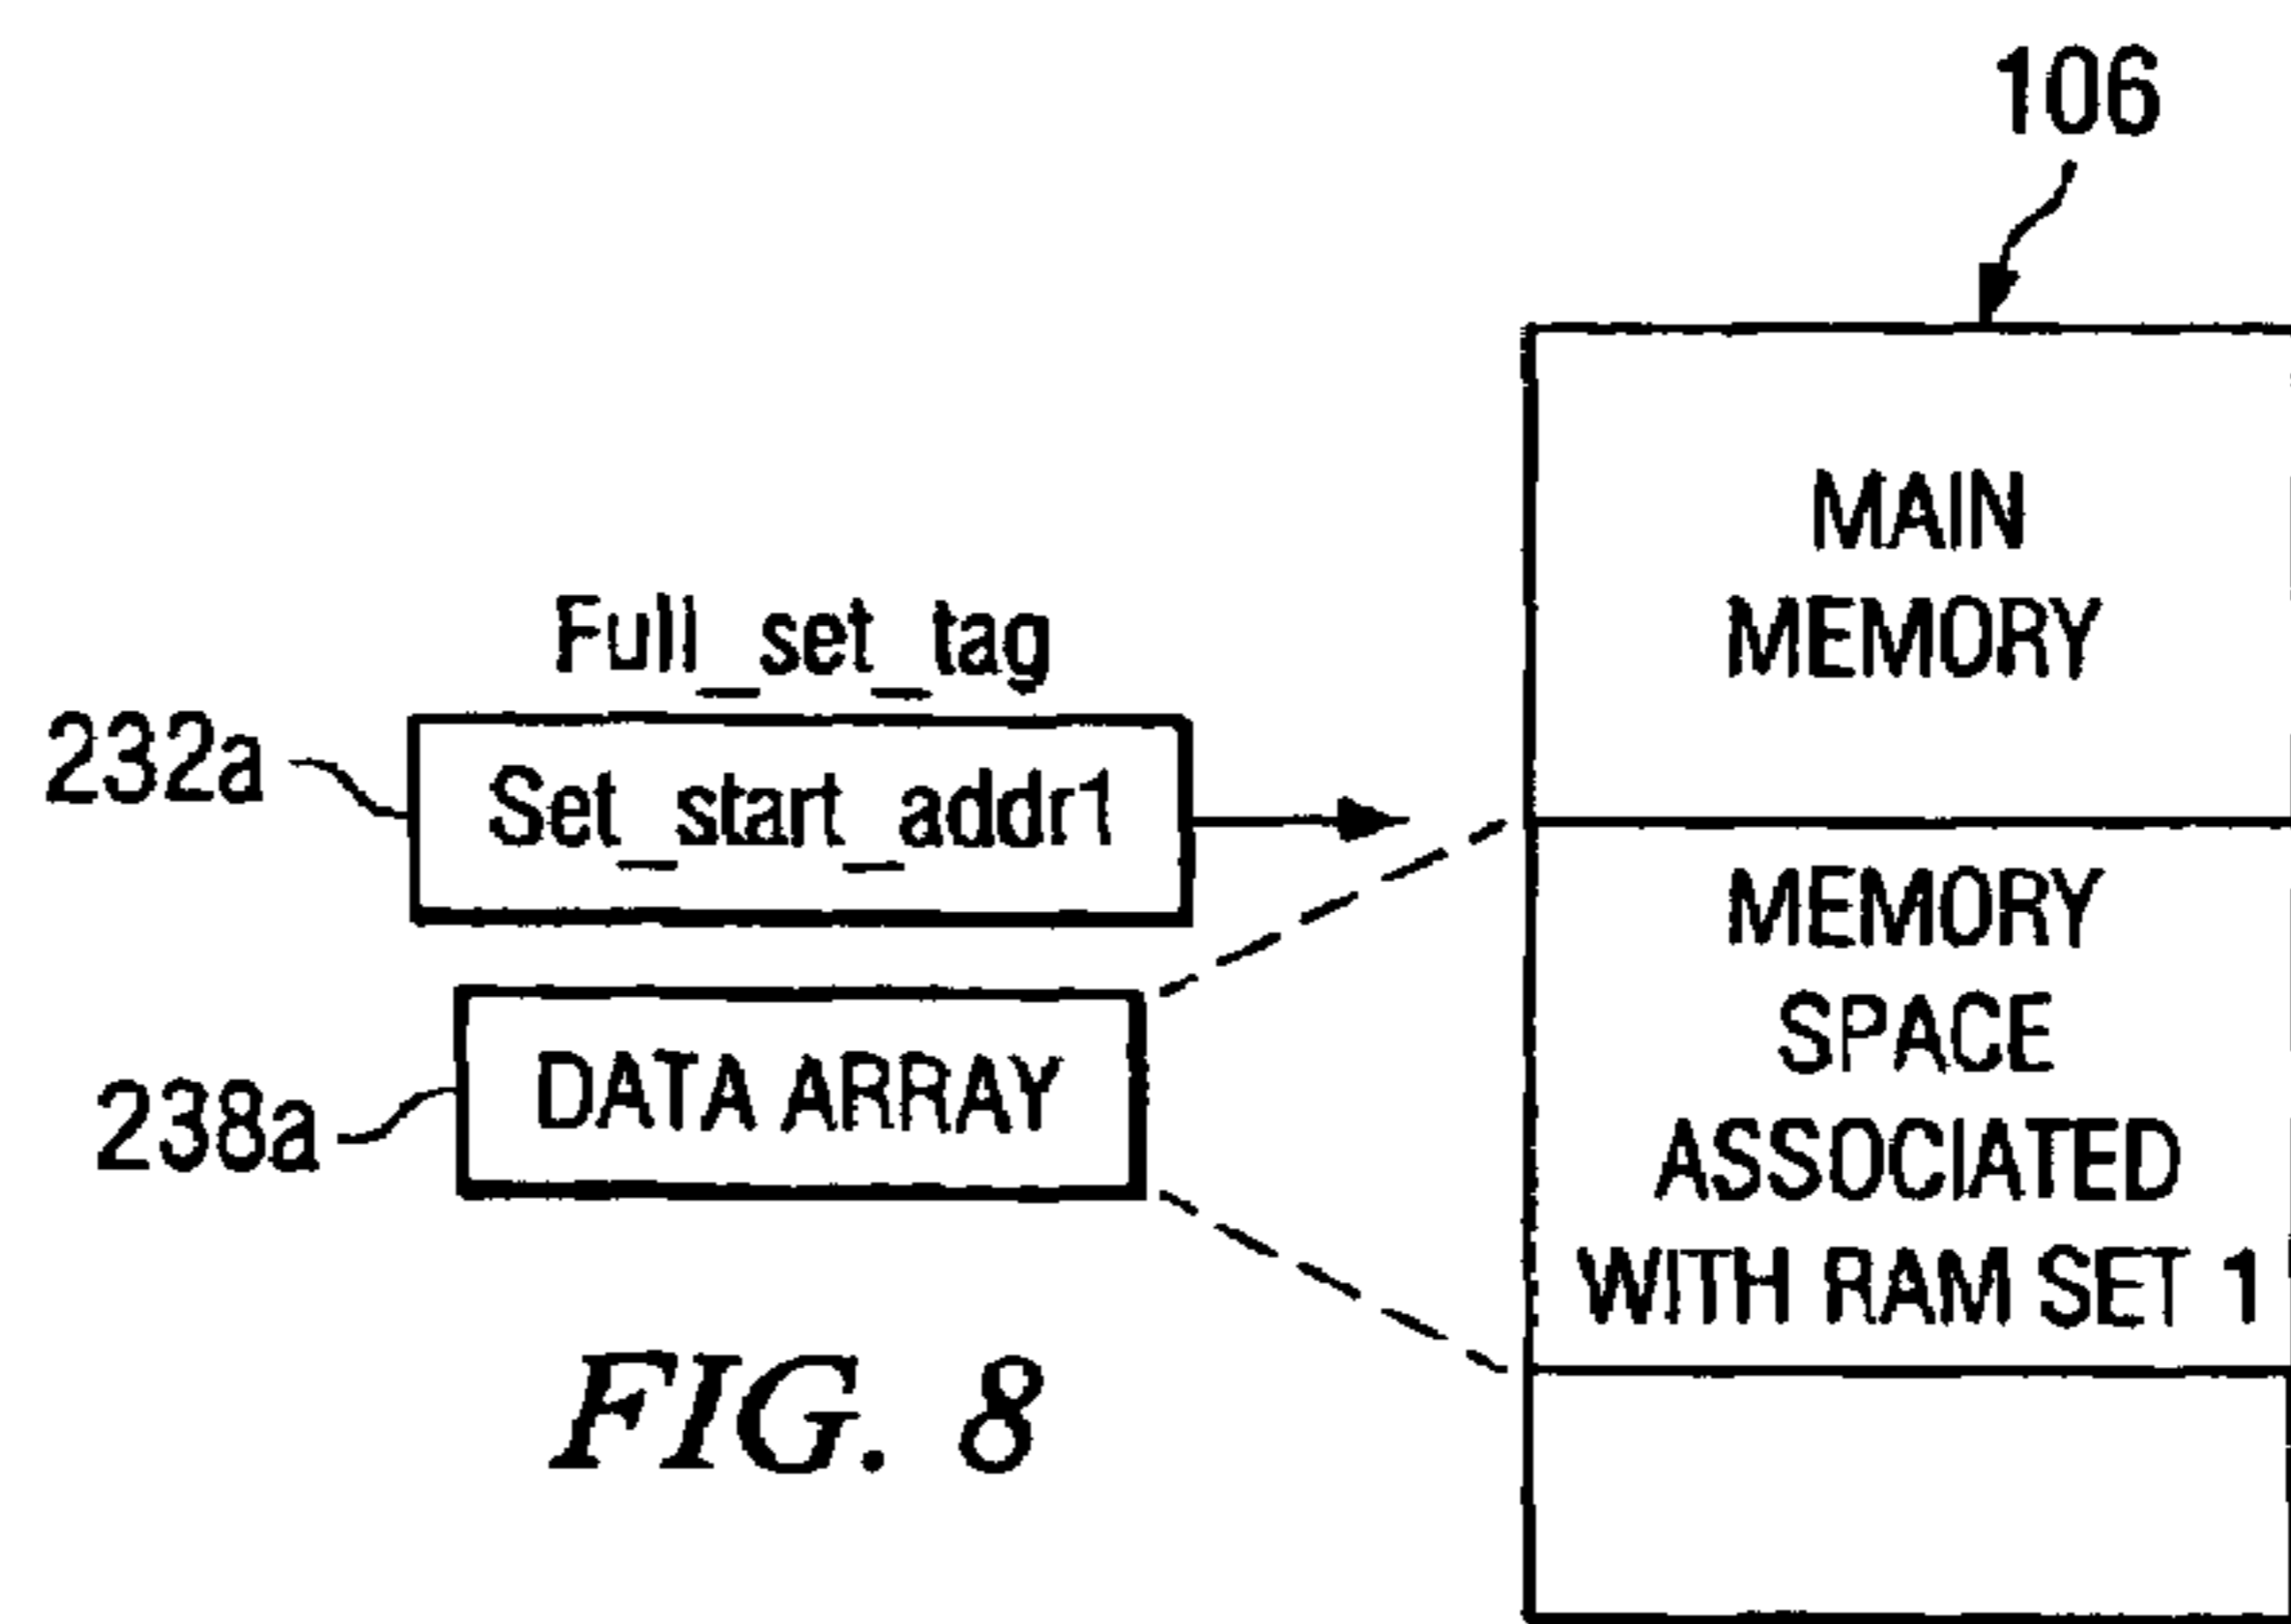 106
MAIN
MEMORY
Full_set_tag
232a
Set_start_addr1
MEMORY
SPACE
ASSOCIATED
WITH RAM SET 1
238a
DATA ARRAY
FIG. 8